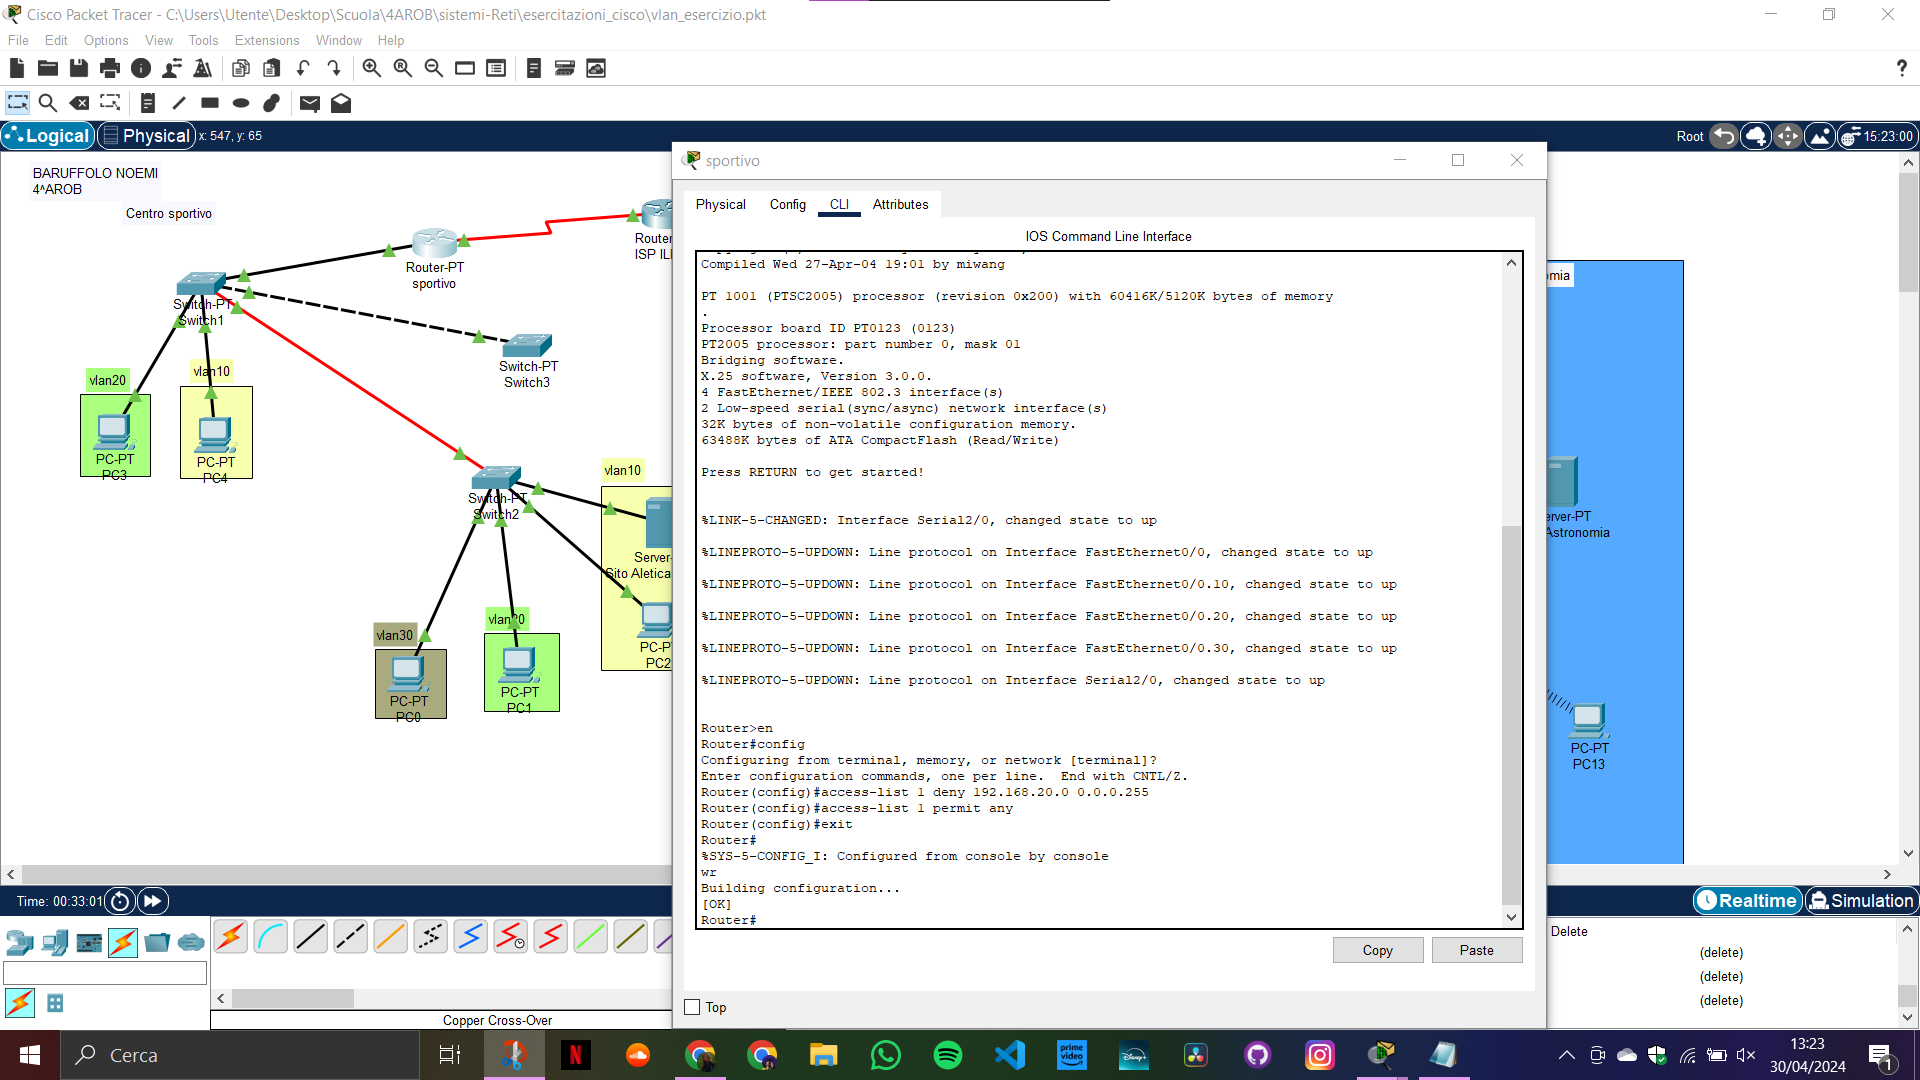 Cisco Packet Tracer - C:\Users\Utente\Desktop\Scuola\4AROB\sistemi-Reti\esercitazioni_cisco\vlan_esercizio.pkt
File Edit Options View Tools Extensions Window Help
?
Logical Physical x: 547, y: 65
Root 15:23:00
BARUFFOLO NOEMI
4^AROB
Centro sportivo
Router-PT
sportivo
Router
ISP ILI
Switch-PT
Switch1
Switch-PT
Switch3
vlan20
PC-PT
PC3
vlan10
PC-PT
PC4
Switch-PT
Switch2
vlan10
Server-
Sito Aletica
PC-P
PC2
vlan30
PC-PT
PC0
vlan20
PC-PT
PC1
sportivo
Physical Config CLI Attributes
IOS Command Line Interface
Compiled Wed 27-Apr-04 19:01 by miwang
PT 1001 (PTSC2005) processor (revision 0x200) with 60416K/5120K bytes of memory
.
Processor board ID PT0123 (0123)
PT2005 processor: part number 0, mask 01
Bridging software.
X.25 software, Version 3.0.0.
4 FastEthernet/IEEE 802.3 interface(s)
2 Low-speed serial(sync/async) network interface(s)
32K bytes of non-volatile configuration memory.
63488K bytes of ATA CompactFlash (Read/Write)
Press RETURN to get started!
%LINK-5-CHANGED: Interface Serial2/0, changed state to up
%LINEPROTO-5-UPDOWN: Line protocol on Interface FastEthernet0/0, changed state to up
%LINEPROTO-5-UPDOWN: Line protocol on Interface FastEthernet0/0.10, changed state to up
%LINEPROTO-5-UPDOWN: Line protocol on Interface FastEthernet0/0.20, changed state to up
%LINEPROTO-5-UPDOWN: Line protocol on Interface FastEthernet0/0.30, changed state to up
%LINEPROTO-5-UPDOWN: Line protocol on Interface Serial2/0, changed state to up
Router>en
Router#config
Configuring from terminal, memory, or network [terminal]?
Enter configuration commands, one per line.  End with CNTL/Z.
Router(config)#access-list 1 deny 192.168.20.0 0.0.0.255
Router(config)#access-list 1 permit any
Router(config)#exit
Router#
%SYS-5-CONFIG_I: Configured from console by console
wr
Building configuration...
[OK]
Router#
Copy Paste
Top
omia
erver-PT
Astronomia
PC-PT
PC13
Time: 00:33:01
Realtime Simulation
Copper Cross-Over
Delete
(delete)
(delete)
(delete)
Cerca
N
prime video
Disney+
13:23
30/04/2024
1